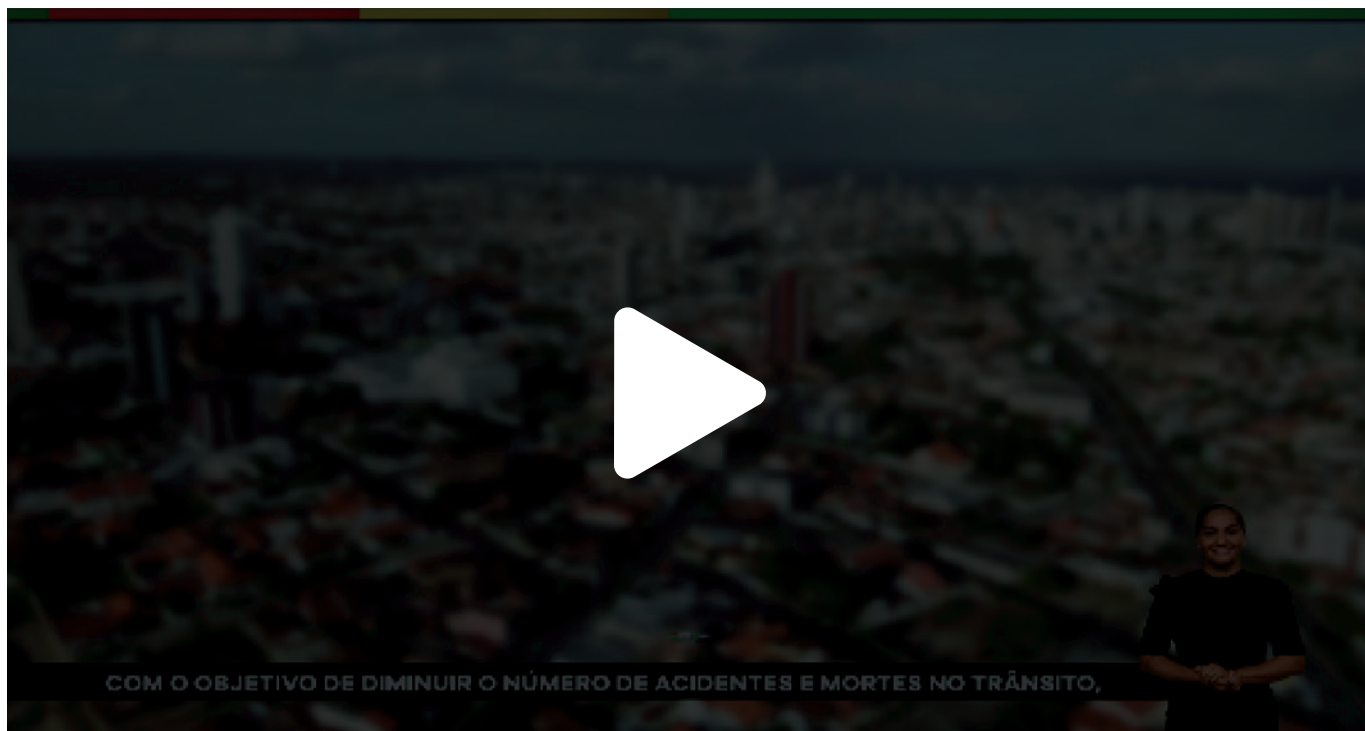 COM O OBJETIVO DE DIMINUIR O NÚMERO DE ACIDENTES E MORTES NO TRÂNSITO,